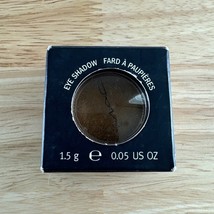 EYE SHADOW FARD À PAUPIÈRES
1.5 g ℮ 0.05 US OZ